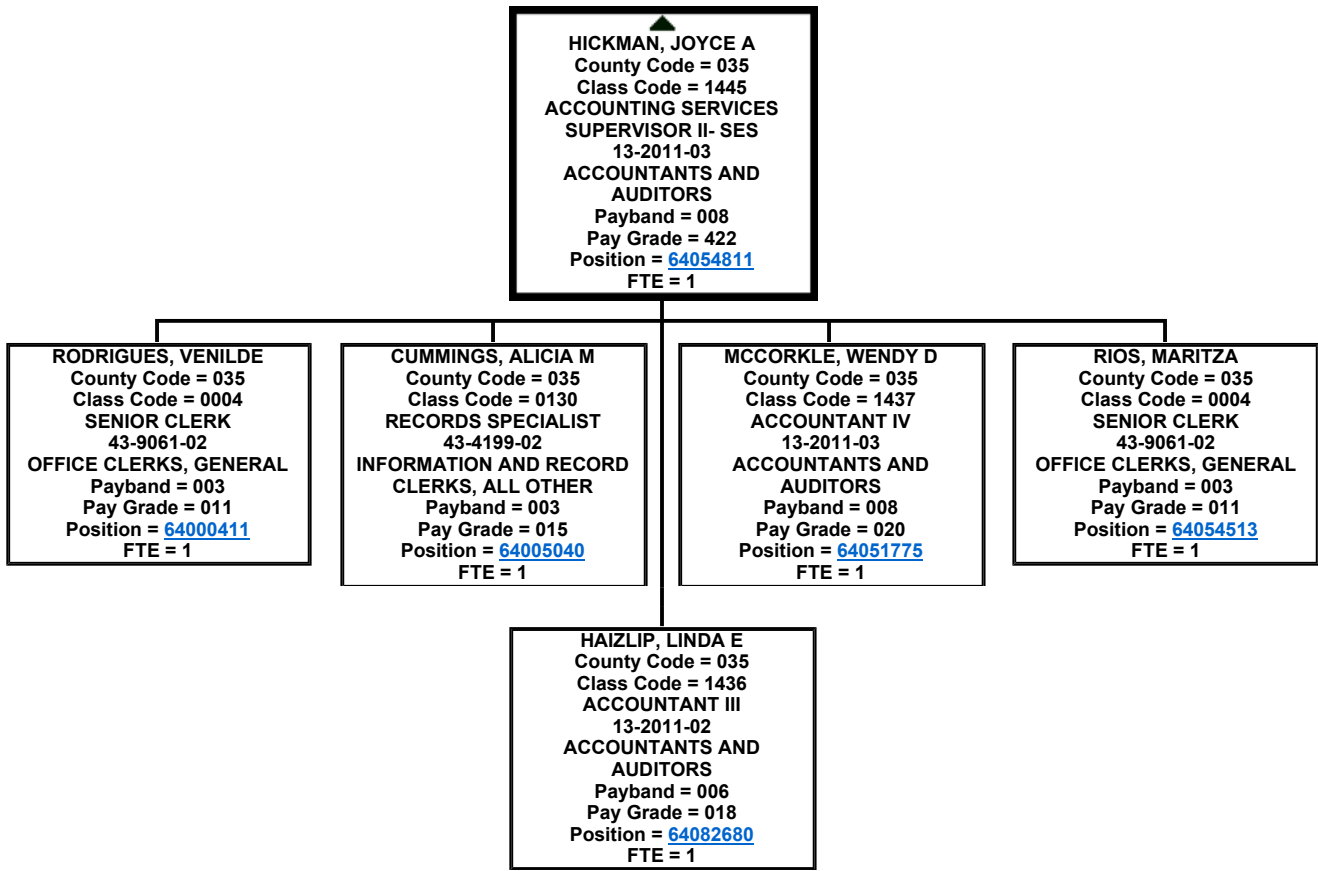 HICKMAN, JOYCE A
County Code = 035
Class Code = 1445
ACCOUNTING SERVICES
SUPERVISOR II- SES
13-2011-03
ACCOUNTANTS AND
AUDITORS
Payband = 008
Pay Grade = 422
Position = 64054811
FTE = 1
RODRIGUES, VENILDE
County Code = 035
Class Code = 0004
SENIOR CLERK
43-9061-02
OFFICE CLERKS, GENERAL
Payband = 003
Pay Grade = 011
Position = 64000411
FTE = 1
CUMMINGS, ALICIA M
County Code = 035
Class Code = 0130
RECORDS SPECIALIST
43-4199-02
INFORMATION AND RECORD
CLERKS, ALL OTHER
Payband = 003
Pay Grade = 015
Position = 64005040
FTE = 1
MCCORKLE, WENDY D
County Code = 035
Class Code = 1437
ACCOUNTANT IV
13-2011-03
ACCOUNTANTS AND
AUDITORS
Payband = 008
Pay Grade = 020
Position = 64051775
FTE = 1
RIOS, MARITZA
County Code = 035
Class Code = 0004
SENIOR CLERK
43-9061-02
OFFICE CLERKS, GENERAL
Payband = 003
Pay Grade = 011
Position = 64054513
FTE = 1
HAIZLIP, LINDA E
County Code = 035
Class Code = 1436
ACCOUNTANT III
13-2011-02
ACCOUNTANTS AND
AUDITORS
Payband = 006
Pay Grade = 018
Position = 64082680
FTE = 1